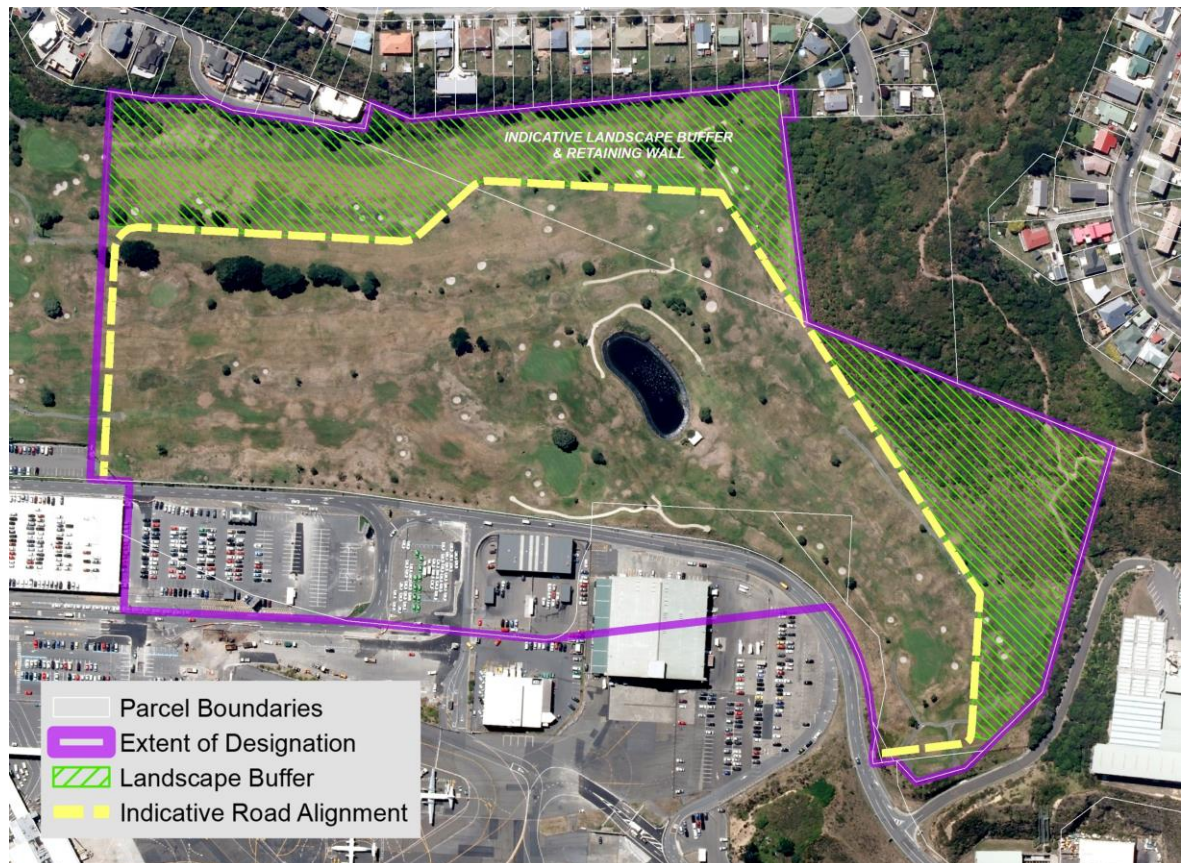 INDICATIVE LANDSCAPE BUFFER
& RETAINING WALL
Parcel Boundaries
Extent of Designation
Landscape Buffer
Indicative Road Alignment